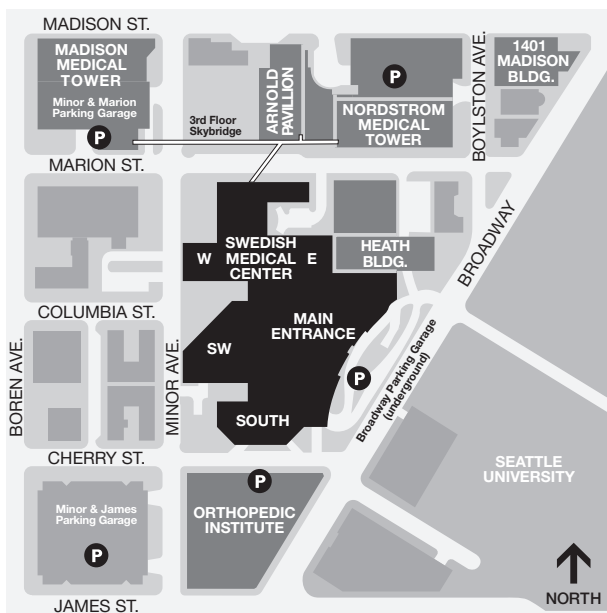 MADISON ST.
MADISON
MEDICAL
TOWER
Minor & Marion
Parking Garage
P
3rd Floor
Skybridge
ARNOLD
PAVILLION
P
NORDSTROM
MEDICAL
TOWER
BOYLSTON AVE.
1401
MADISON
BLDG.
MARION ST.
SWEDISH
MEDICAL
CENTER
W
E
HEATH
BLDG.
BROADWAY
COLUMBIA ST.
MAIN
ENTRANCE
SW
SOUTH
BOREN AVE.
MINOR AVE.
P
Broadway Parking Garage
(underground)
CHERRY ST.
SEATTLE
UNIVERSITY
Minor & James
Parking Garage
P
P
ORTHOPEDIC
INSTITUTE
NORTH
JAMES ST.